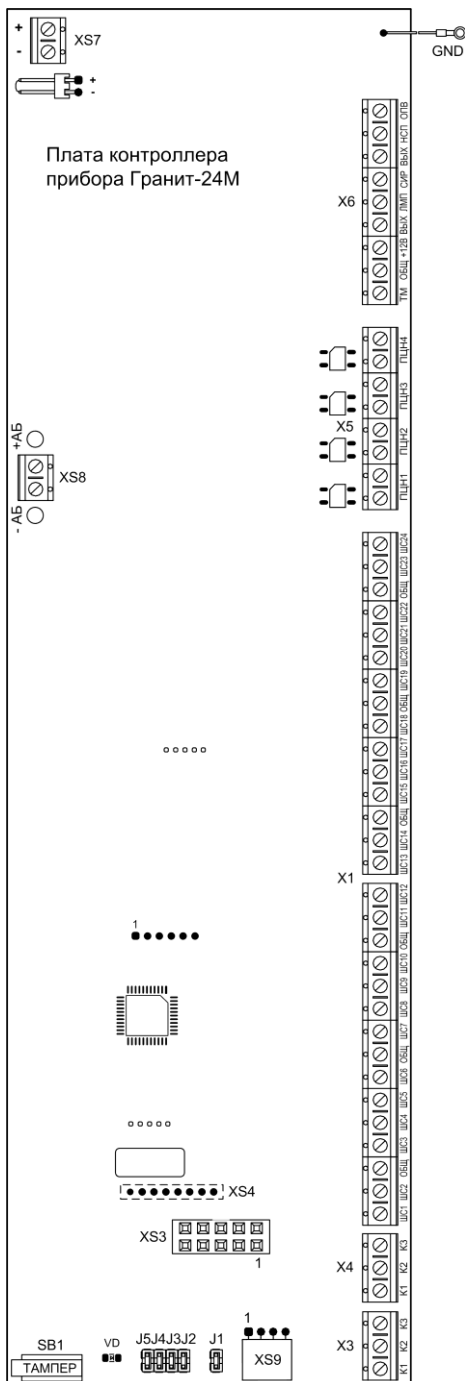 +
-
XS7
GND
+
-
Плата контроллера
прибора Гранит-24М
X6
ОПВ
НСП
ВЫХ
СИР
ЛМП
ВЫХ
+12В
ОБЩ
ТМ
X5
ПЦН4
ПЦН3
ПЦН2
ПЦН1
+АБ
XS8
- АБ
X1
ШС24
ШС23
ОБЩ
ШС22
ШС21
ШС20
ШС19
ОБЩ
ШС18
ШС17
ШС16
ШС15
ОБЩ
ШС14
ШС13
ШС12
ШС11
ОБЩ
ШС10
ШС9
ШС8
ШС7
ОБЩ
ШС6
ШС5
ШС4
ШС3
ОБЩ
ШС2
ШС1
1
XS4
XS3
1
X4
К3
К2
К1
X3
К3
К2
К1
SB1
ТАМПЕР
VD
J5J4J3J2
J1
1
XS9